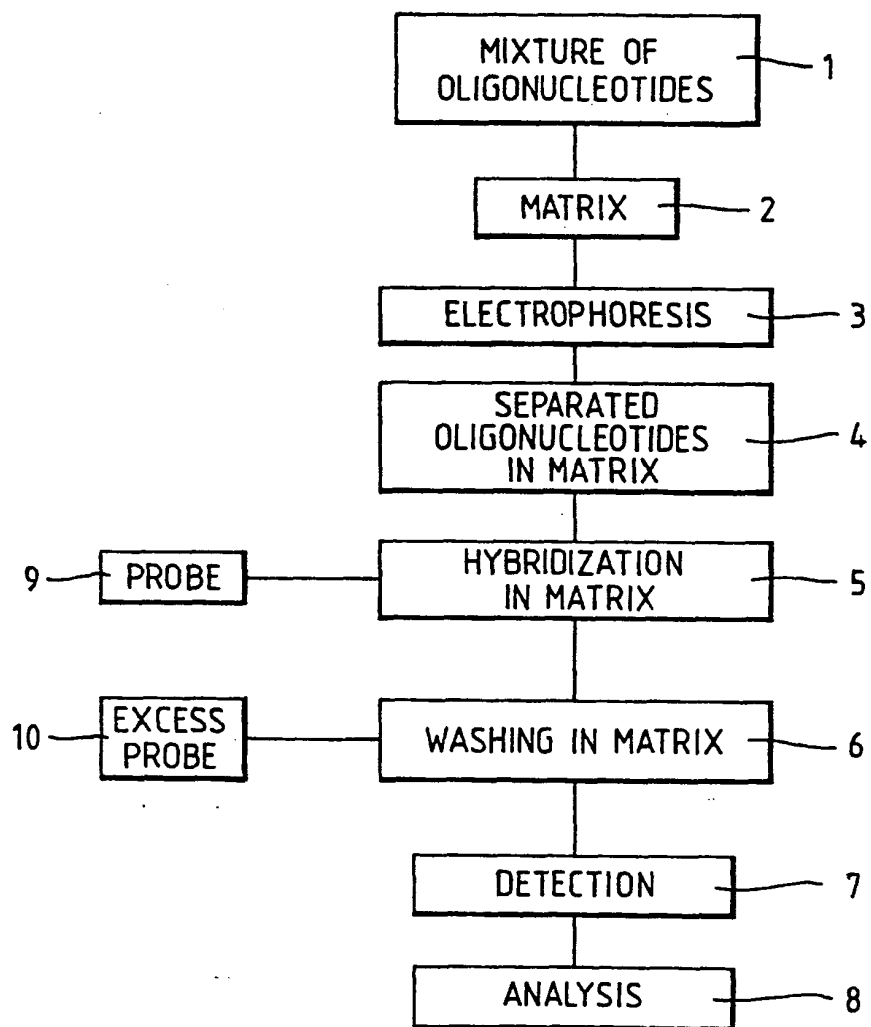 MIXTURE OF
OLIGONUCLEOTIDES
1
MATRIX
2
ELECTROPHORESIS
3
SEPARATED
OLIGONUCLEOTIDES
IN MATRIX
4
9
PROBE
HYBRIDIZATION
IN MATRIX
5
10
EXCESS
PROBE
WASHING IN MATRIX
6
DETECTION
7
ANALYSIS
8